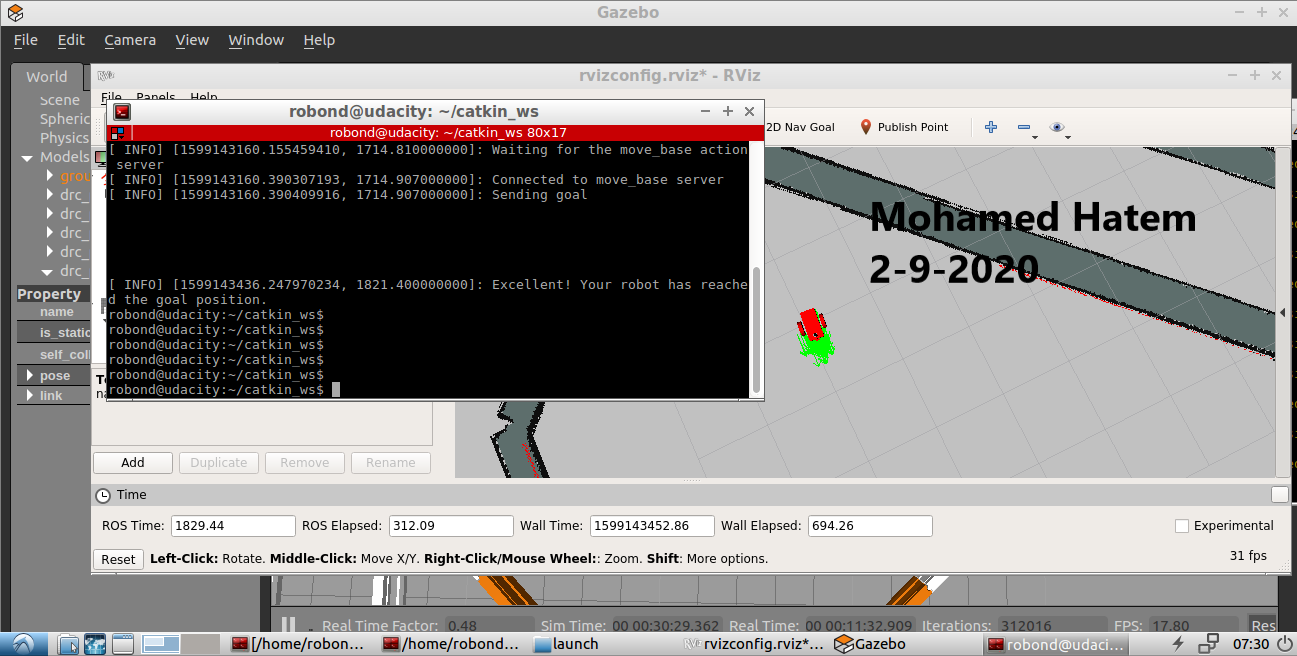 Gazebo
File Edit Camera View Window Help
World
rvizconfig.rviz* - RViz
Scene
File Panels Help
robond@udacity: ~/catkin_ws
robond@udacity: ~/catkin_ws 80x17
2D Nav Goal Publish Point
Physics
Models
drc_
drc_
drc_
drc_
drc_
[ INFO] [1599143160.155459410, 1714.810000000]: Waiting for the move_base action
server
[ INFO] [1599143160.390307193, 1714.907000000]: Connected to move_base server
[ INFO] [1599143160.390409916, 1714.907000000]: Sending goal
[ INFO] [1599143436.247970234, 1821.400000000]: Excellent! Your robot has reache
d the goal position.
robond@udacity:~/catkin_ws$
robond@udacity:~/catkin_ws$
robond@udacity:~/catkin_ws$
robond@udacity:~/catkin_ws$
robond@udacity:~/catkin_ws$
robond@udacity:~/catkin_ws$
Mohamed Hatem
2-9-2020
Property
name
is_static
self_coll
pose
link
Add Duplicate Remove Rename
Time
ROS Time: 1829.44 ROS Elapsed: 312.09 Wall Time: 1599143452.86 Wall Elapsed: 694.26 Experimental
Reset Left-Click: Rotate. Middle-Click: Move X/Y. Right-Click/Mouse Wheel:: Zoom. Shift: More options. 31 fps
Real Time Factor: 0.48 Sim Time: 00 00:30:29.362 Real Time: 00 00:11:32.909 Iterations: 312016 FPS: 17.80 Res
[/home/robon... /home/robond... launch rvizconfig.rviz*... Gazebo robond@udaci... 07:30